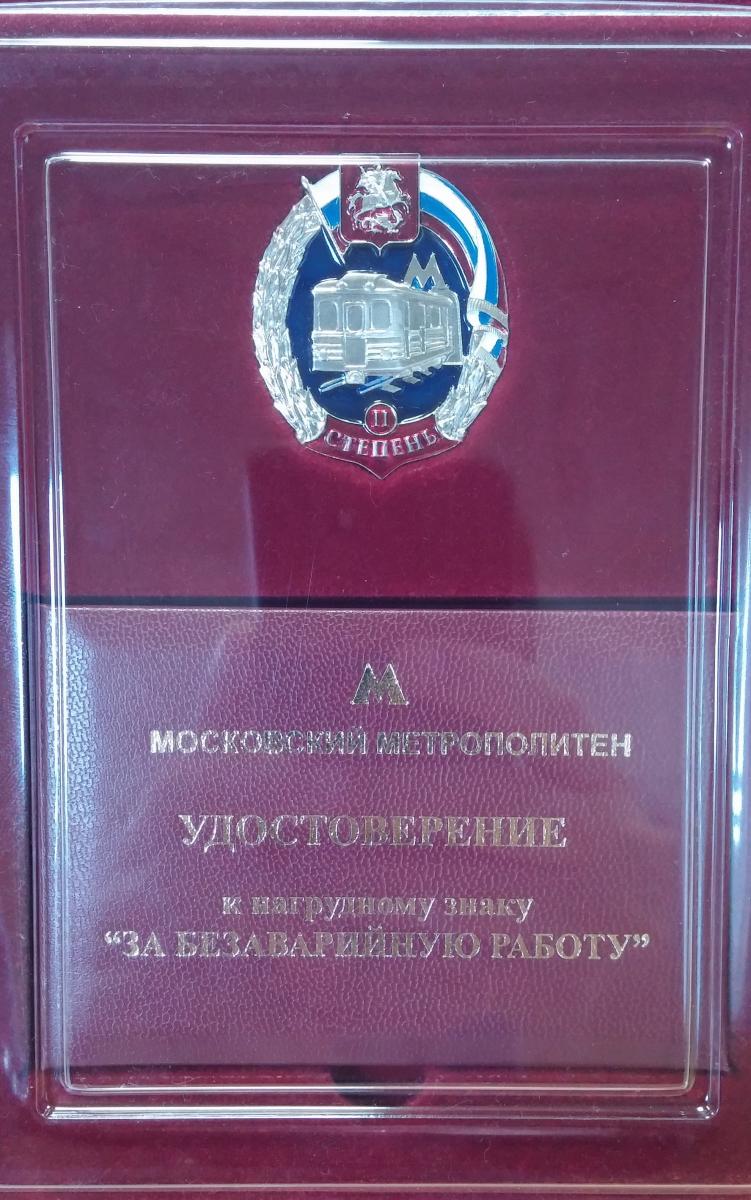 М
II
СТЕПЕНЬ
М
МОСКОВСКИЙ МЕТРОПОЛИТЕН
УДОСТОВЕРЕНИЕ
к нагрудному знаку
“ЗА БЕЗАВАРИЙНУЮ РАБОТУ”